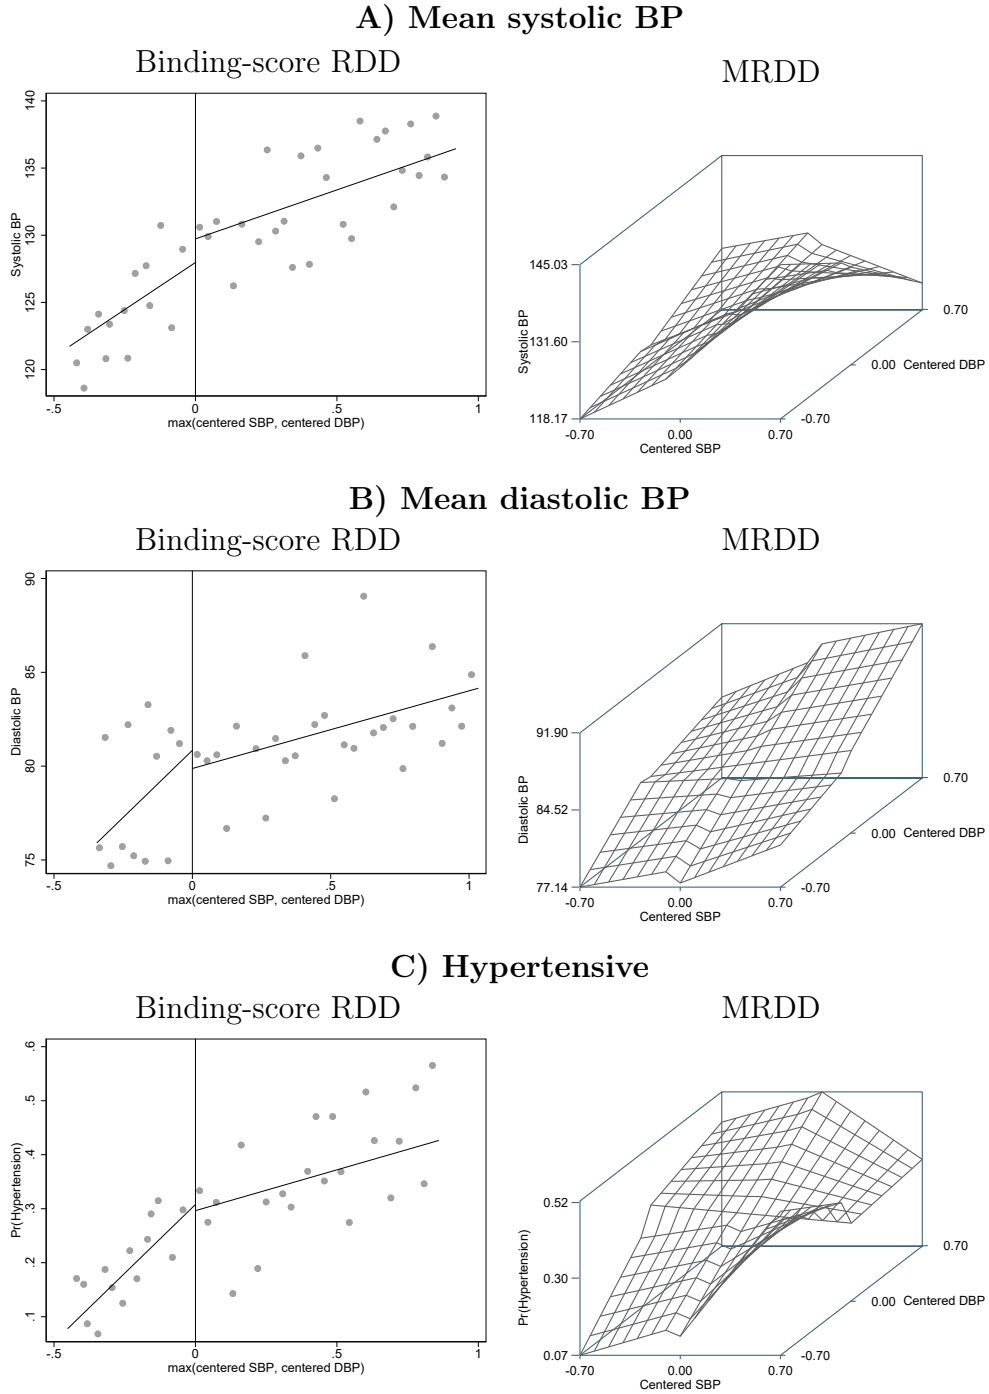 A) Mean systolic BP
Binding-score RDD
MRDD
Systolic BP
140
135
130
125
120
-.5
0
.5
1
max(centered SBP, centered DBP)
Systolic BP
145.03
131.60
118.17
-0.70
0.00
0.70
Centered SBP
-0.70
0.00
Centered DBP
0.70
B) Mean diastolic BP
Binding-score RDD
MRDD
Diastolic BP
90
85
80
75
-.5
0
.5
1
max(centered SBP, centered DBP)
Diastolic BP
91.90
84.52
77.14
-0.70
0.00
0.70
Centered SBP
-0.70
0.00
Centered DBP
0.70
C) Hypertensive
Binding-score RDD
MRDD
Pr(Hypertension)
.6
.5
.4
.3
.2
.1
-.5
0
.5
1
max(centered SBP, centered DBP)
Pr(Hypertension)
0.52
0.30
0.07
-0.70
0.00
0.70
Centered SBP
-0.70
0.00
Centered DBP
0.70